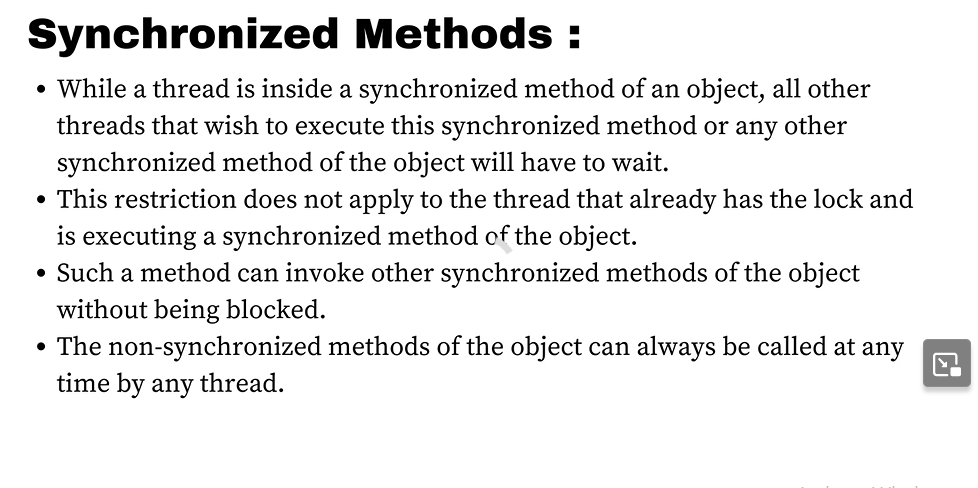 Synchronized Methods :
• While a thread is inside a synchronized method of an object, all other
threads that wish to execute this synchronized method or any other
synchronized method of the object will have to wait.
• This restriction does not apply to the thread that already has the lock and
is executing a synchronized method of the object.
• Such a method can invoke other synchronized methods of the object
without being blocked.
• The non-synchronized methods of the object can always be called at any
time by any thread.